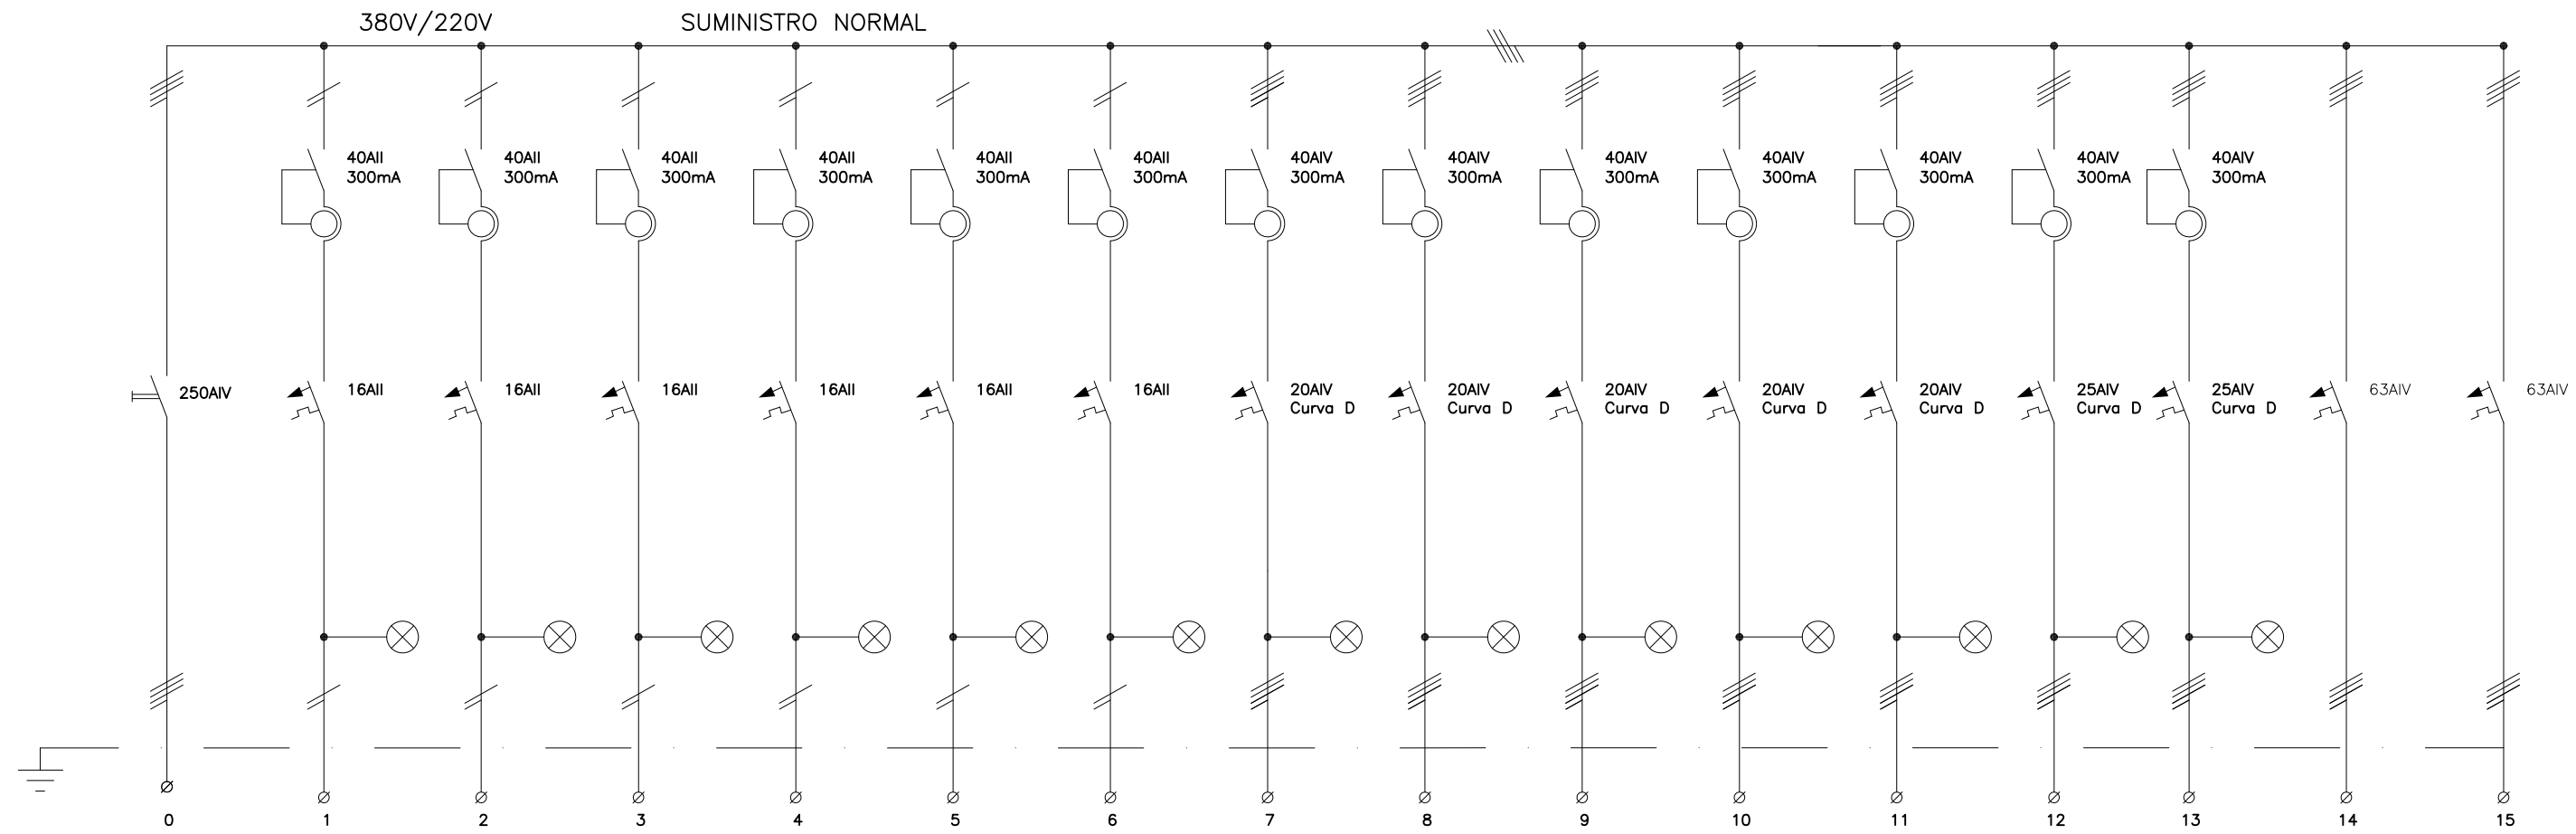 380V/220V SUMINISTRO NORMAL
40AII 40AII 40AII 40AII 40AII 40AII 40AIV 40AIV 40AIV 40AIV 40AIV 40AIV 40AIV
300mA 300mA 300mA 300mA 300mA 300mA 300mA 300mA 300mA 300mA 300mA 300mA 300mA
250AIV 16AII 16AII 16AII 16AII 16AII 16AII 20AIV 20AIV 20AIV 20AIV 20AIV 25AIV 25AIV 63AIV 63AIV
Curva D Curva D Curva D Curva D Curva D Curva D Curva D
0 1 2 3 4 5 6 7 8 9 10 11 12 13 14 15